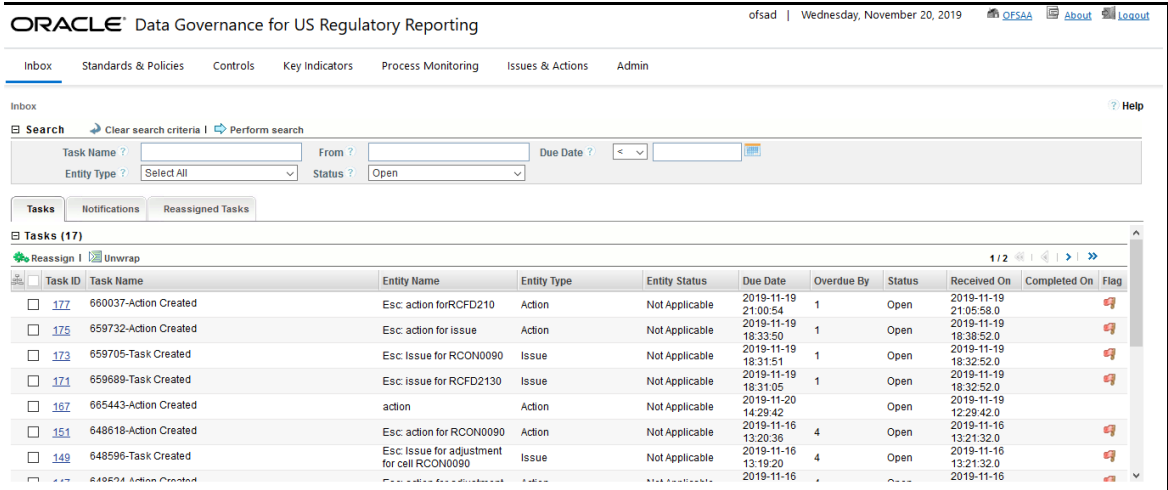 ORACLE Data Governance for US Regulatory Reporting
ofsad | Wednesday, November 20, 2019 OFSAA About Logout
Inbox Standards & Policies Controls Key Indicators Process Monitoring Issues & Actions Admin
Inbox ? Help
Search Clear search criteria | Perform search
Task Name ? From ? Due Date ? <
Entity Type ? Select All Status ? Open
Tasks Notifications Reassigned Tasks
Tasks (17)
Reassign | Unwrap 1 / 2
Task ID Task Name Entity Name Entity Type Entity Status Due Date Overdue By Status Received On Completed On Flag
177 660037-Action Created Esc: action forRCFD210 Action Not Applicable 2019-11-19 21:00:54 1 Open 2019-11-19 21:05:58.0
175 659732-Action Created Esc: action for issue Action Not Applicable 2019-11-19 18:33:50 1 Open 2019-11-19 18:38:52.0
173 659705-Task Created Esc: Issue for RCON0090 Issue Not Applicable 2019-11-19 18:31:51 1 Open 2019-11-19 18:32:52.0
171 659689-Task Created Esc: issue for RCFD2130 Issue Not Applicable 2019-11-19 18:31:05 1 Open 2019-11-19 18:32:52.0
167 665443-Action Created action Action Not Applicable 2019-11-20 14:29:42 Open 2019-11-19 12:29:42.0
151 648618-Action Created Esc: action for RCON0090 Action Not Applicable 2019-11-16 13:20:36 4 Open 2019-11-16 13:21:32.0
149 648596-Task Created Esc: Issue for adjustment for cell RCON0090 Issue Not Applicable 2019-11-16 13:19:20 4 Open 2019-11-16 13:21:32.0
2019-11-16 2019-11-16